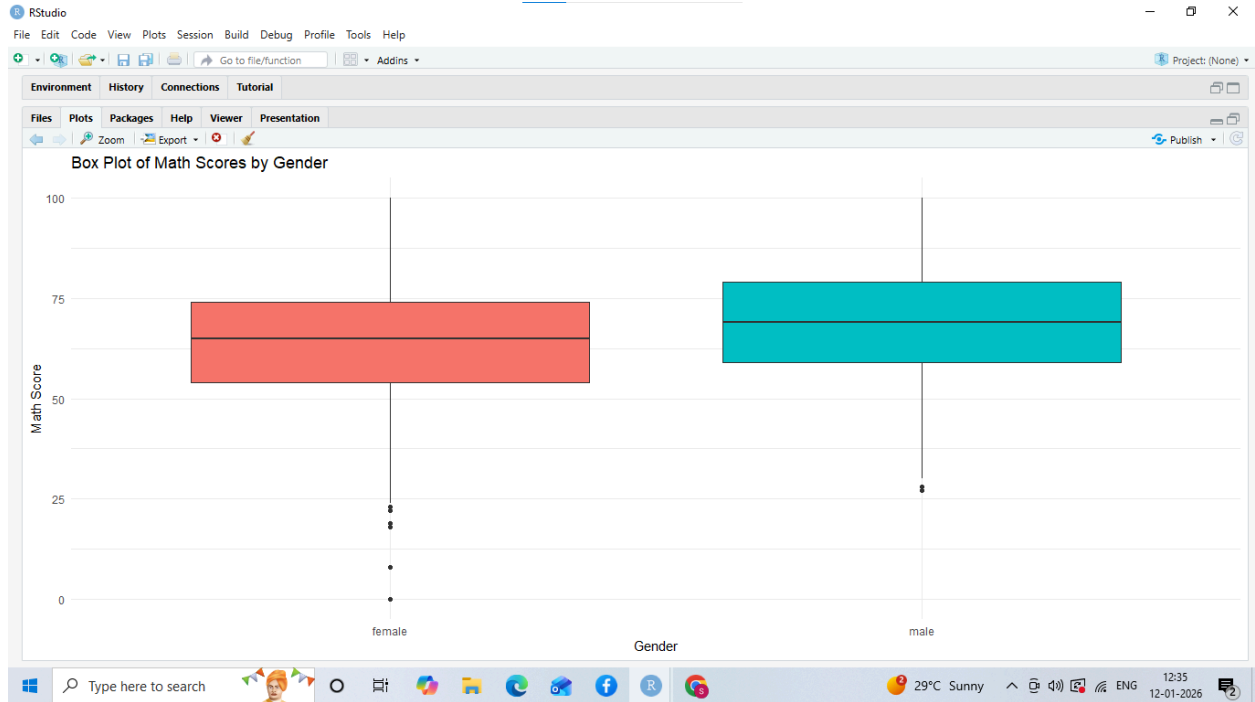 RStudio
File Edit Code View Plots Session Build Debug Profile Tools Help
Go to file/function Addins Project: (None)
Environment History Connections Tutorial
Files Plots Packages Help Viewer Presentation
Zoom Export Publish
Box Plot of Math Scores by Gender
100
75
50
25
0
Math Score
female male
Gender
Type here to search 29°C Sunny ENG 12:35
12-01-2026